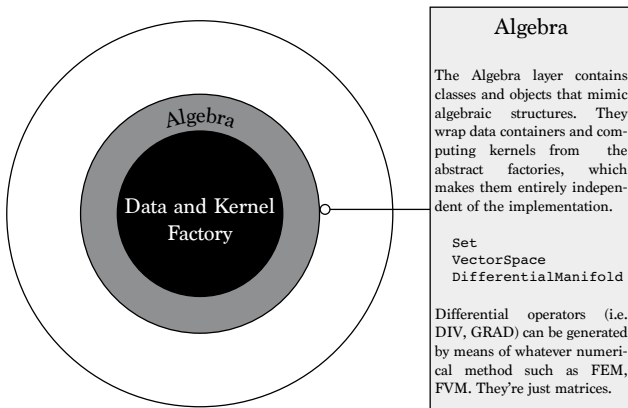 Algebra
Data and Kernel
Factory
Algebra
The Algebra layer contains
classes and objects that mimic
algebraic structures. They
wrap data containers and com-
puting kernels from the
abstract factories, which
makes them entirely indepen-
dent of the implementation.
Set
VectorSpace
DifferentialManifold
Differential operators (i.e.
DIV, GRAD) can be generated
by means of whatever numeri-
cal method such as FEM,
FVM. They're just matrices.